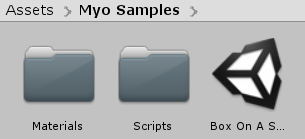 Assets > Myo Samples >
Materials Scripts Box On A S...